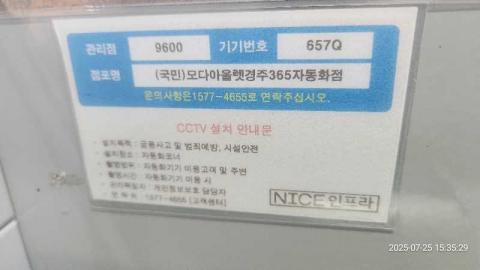 관리점 9600 기기번호 657Q
점포명 (국민)모다아울렛경주365자동화점
문의사항은1577-4655로 연락주십시오.
CCTV 설치 안내문
· 설치목적 : 금융사고 및 범죄예방, 시설안전
· 설치장소 : 자동화코너
· 촬영범위 : 자동화기기 이용고객 및 주변
· 촬영시간 : 자동화기기 이용 시
· 관리책임자 : 개인정보보호 담당자
· 연 락 처 : 1577-4655 [고객센터]
NICE인프라
2025-07-25 15:35:29